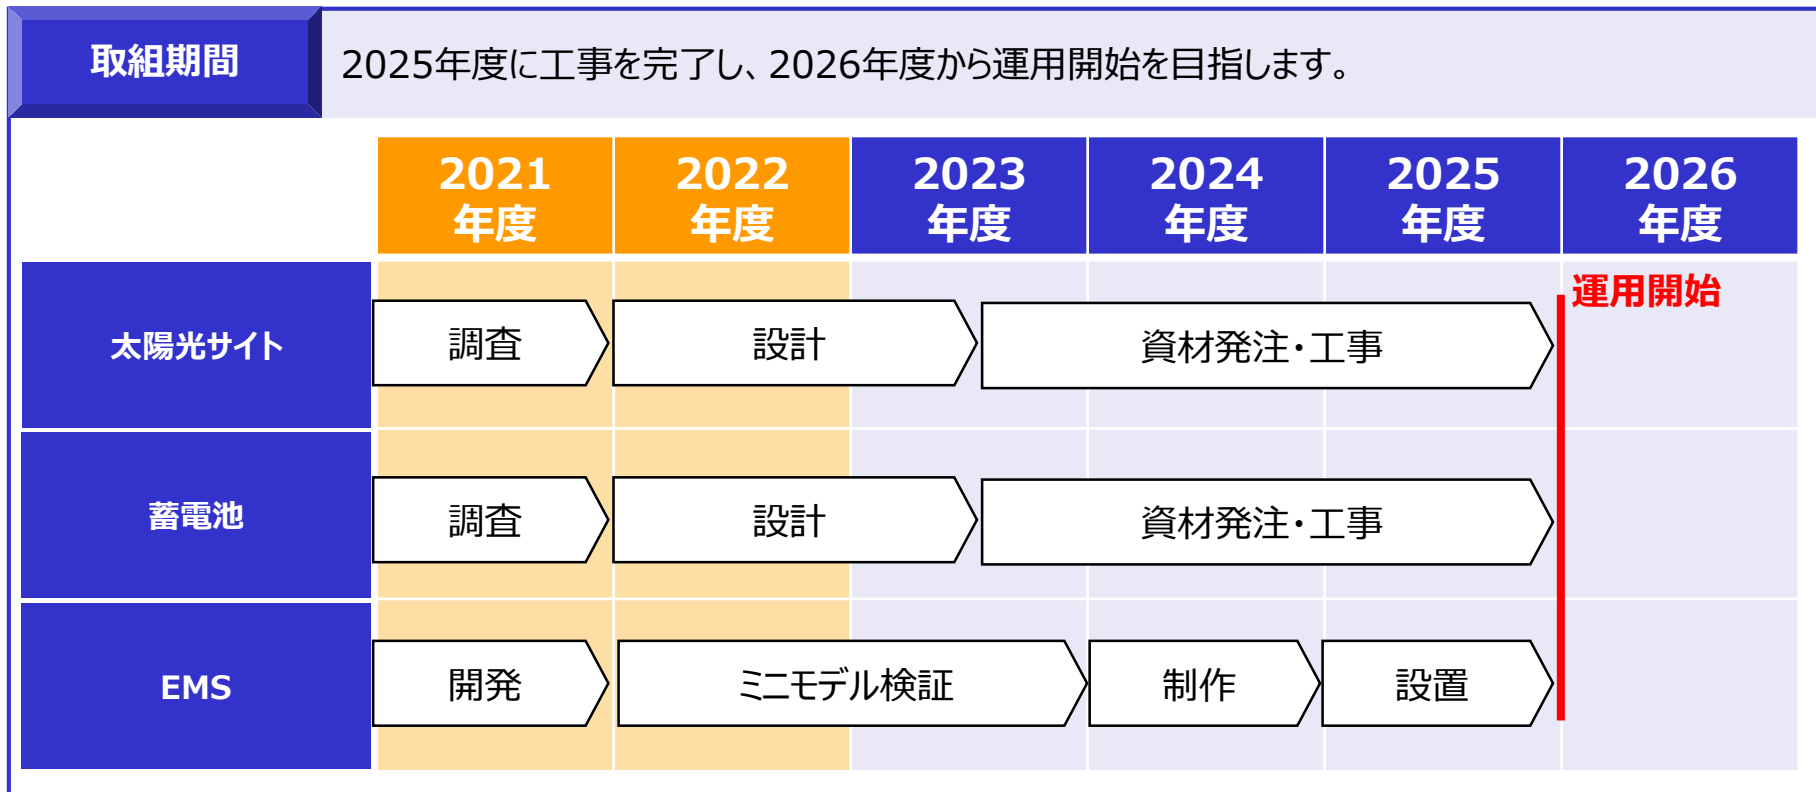 取組期間
2025年度に工事を完了し、2026年度から運用開始を目指します。
2021
年度
2022
年度
2023
年度
2024
年度
2025
年度
2026
年度
運用開始
太陽光サイト
調査
設計
資材発注・工事
蓄電池
調査
設計
資材発注・工事
EMS
開発
ミニモデル検証
制作
設置